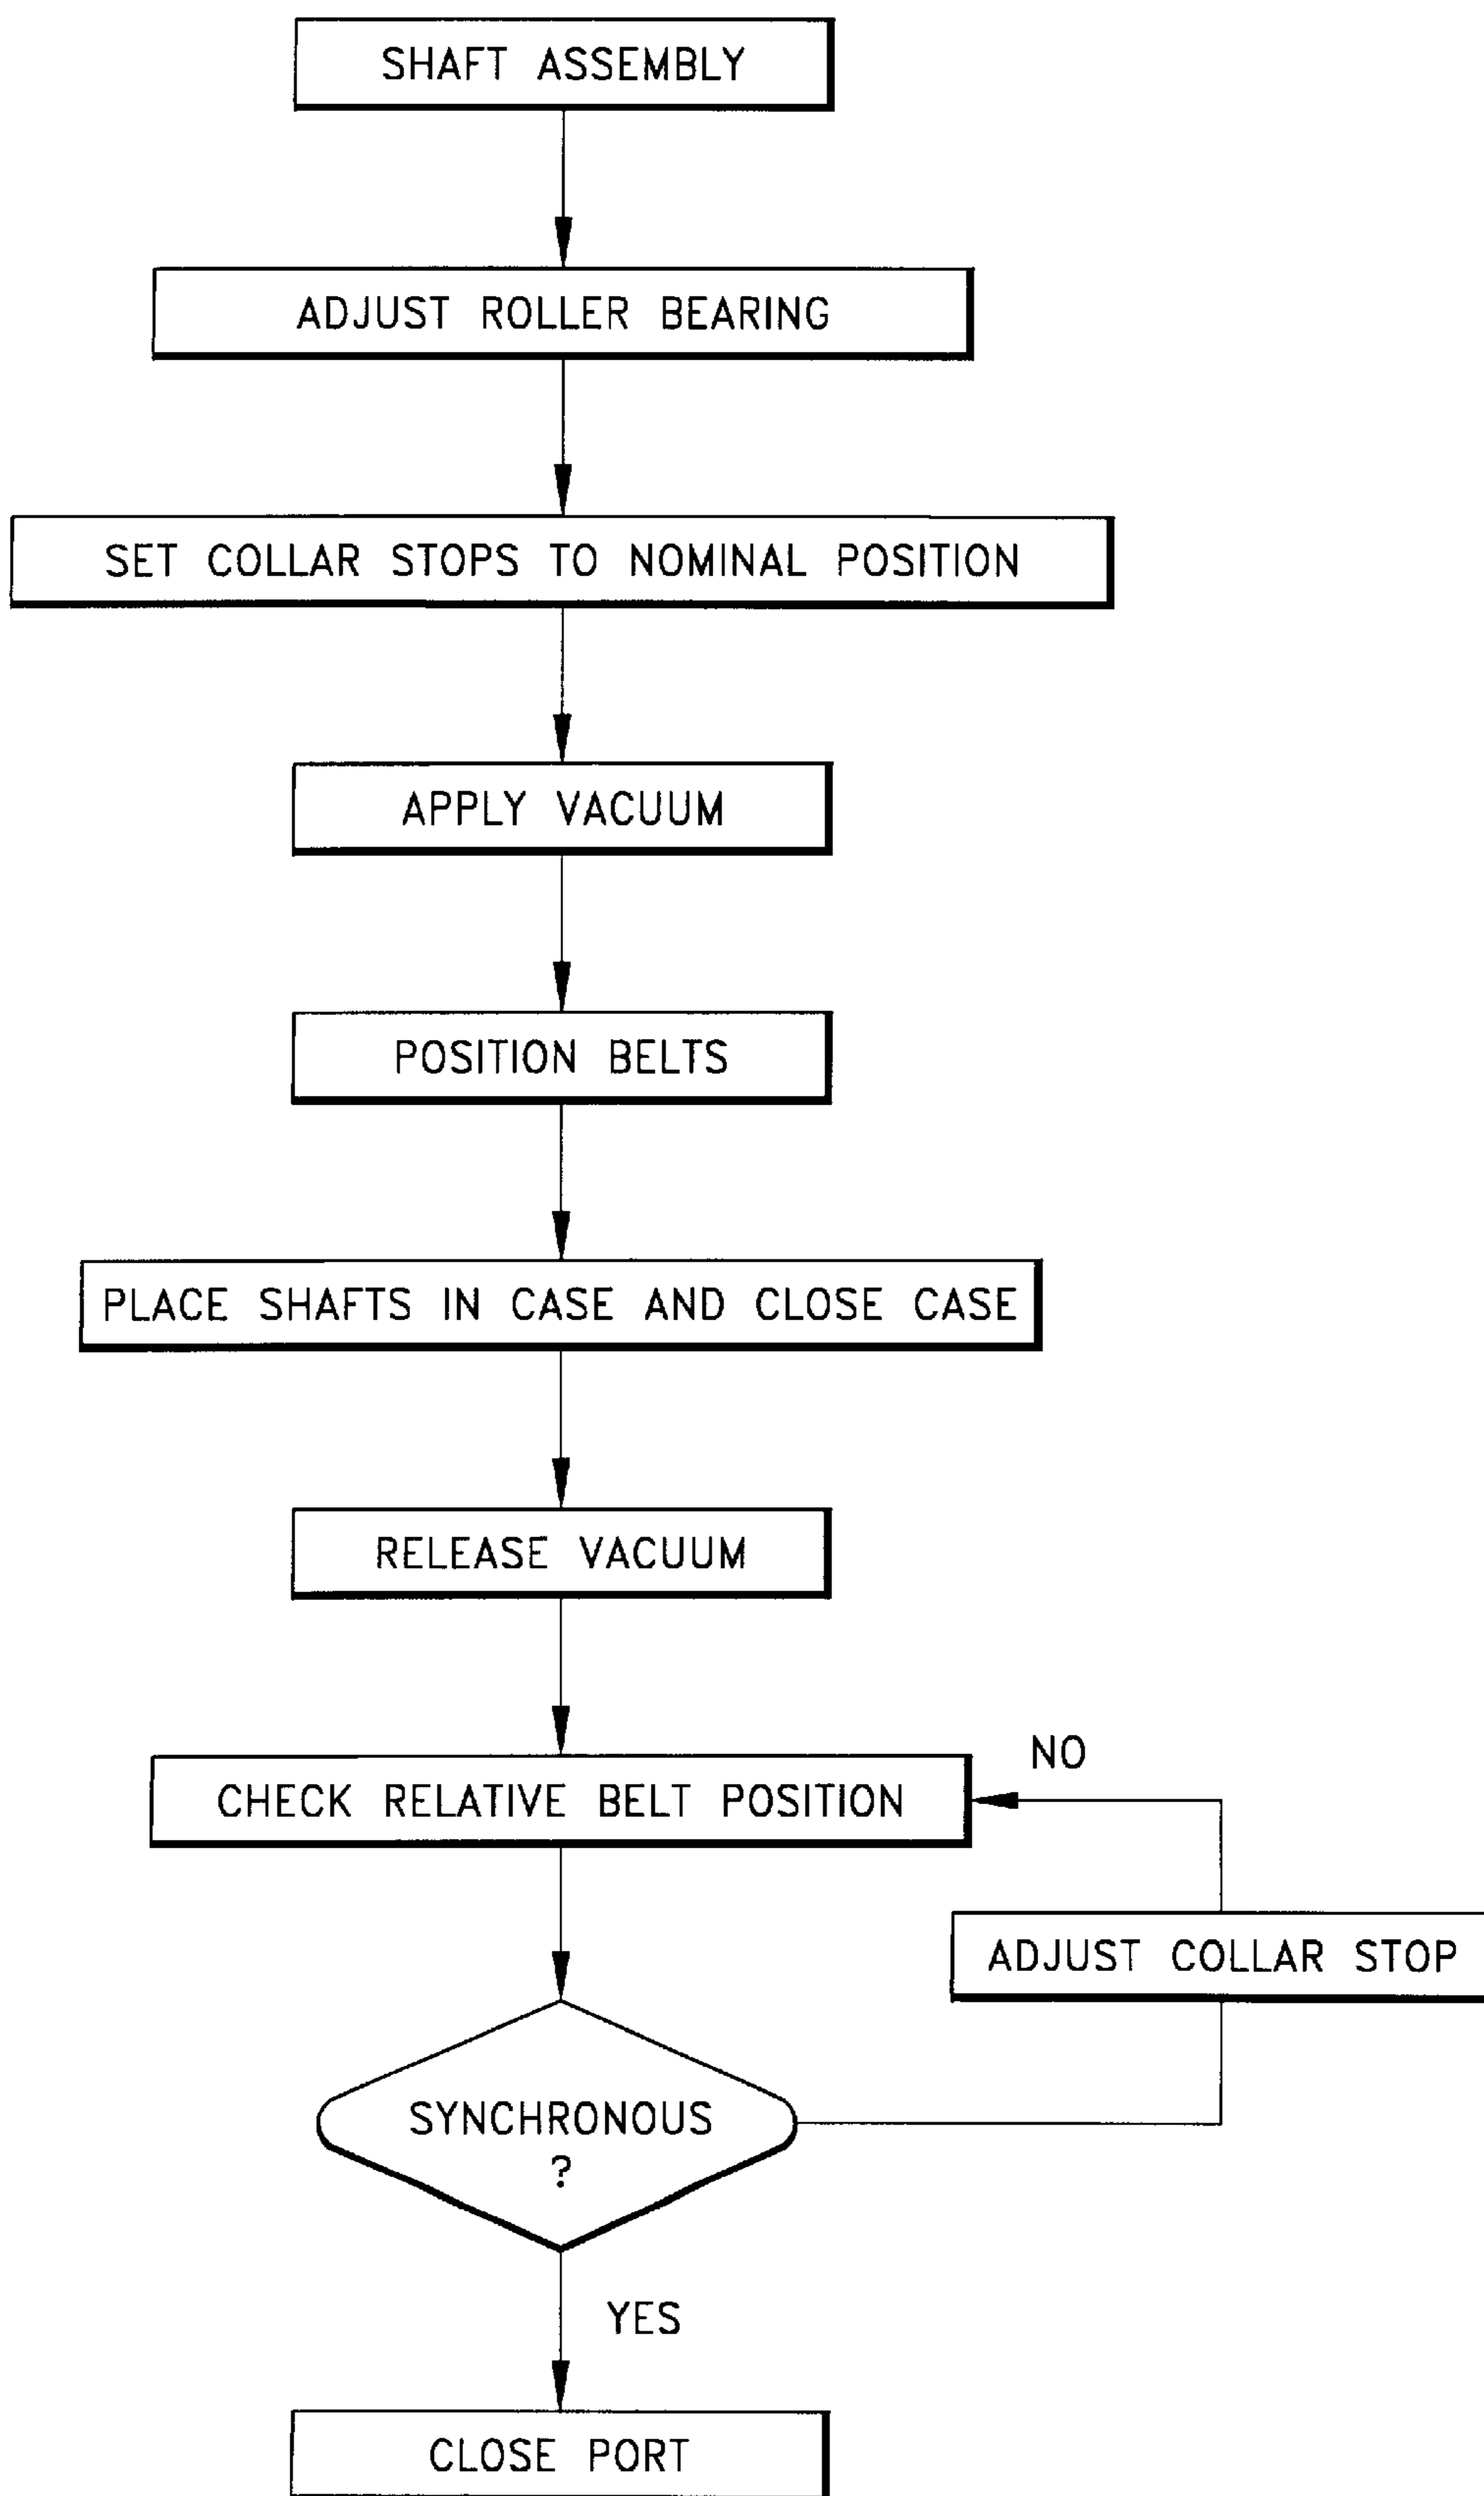 SHAFT ASSEMBLY
ADJUST ROLLER BEARING
SET COLLAR STOPS TO NOMINAL POSITION
APPLY VACUUM
POSITION BELTS
PLACE SHAFTS IN CASE AND CLOSE CASE
RELEASE VACUUM
NO
CHECK RELATIVE BELT POSITION
ADJUST COLLAR STOP
SYNCHRONOUS
?
YES
CLOSE PORT